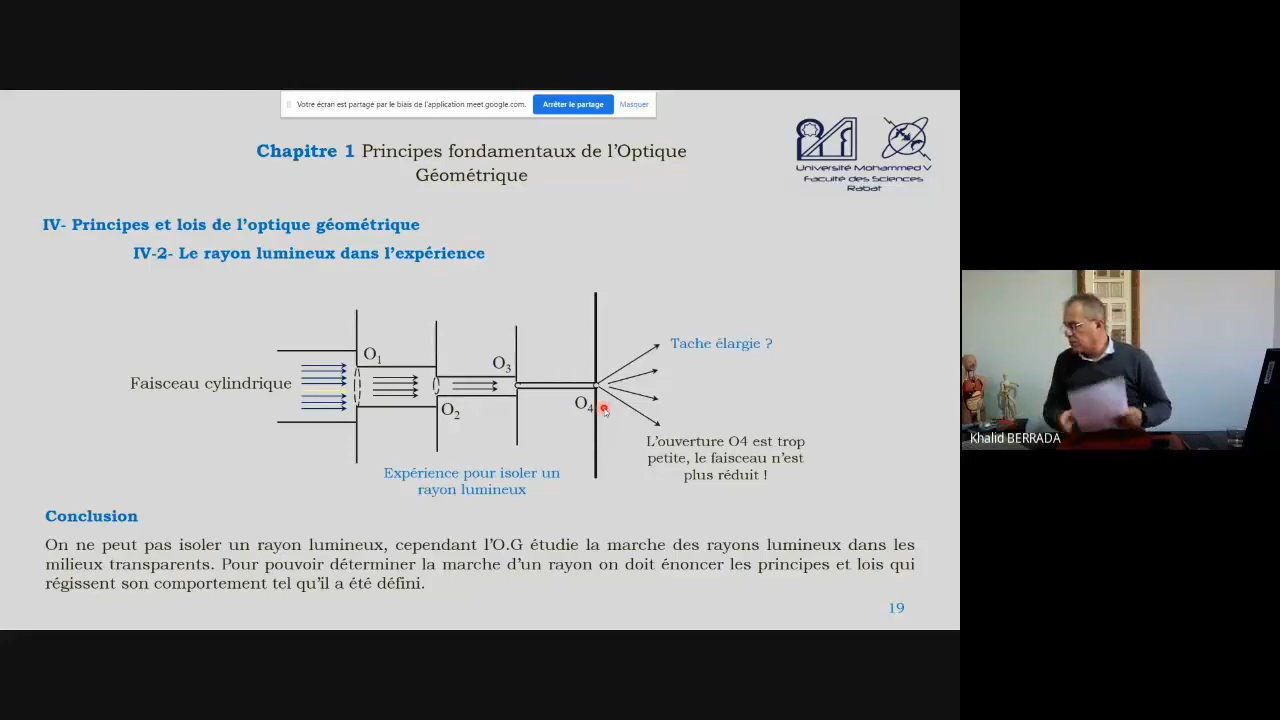 Votre écran est partagé par le biais de l'application meet.google.com. Arrêter le partage Masquer
Chapitre 1 Principes fondamentaux de l'Optique
Géométrique
Université Mohammed V
Faculté des Sciences
Rabat
IV- Principes et lois de l'optique géométrique
IV-2- Le rayon lumineux dans l'expérience
Faisceau cylindrique
O1
O2
O3
O4
Tache élargie ?
L'ouverture O4 est trop
petite, le faisceau n'est
plus réduit !
Expérience pour isoler un
rayon lumineux
Conclusion
On ne peut pas isoler un rayon lumineux, cependant l'O.G étudie la marche des rayons lumineux dans les
milieux transparents. Pour pouvoir déterminer la marche d'un rayon on doit énoncer les principes et lois qui
régissent son comportement tel qu'il a été défini.
19
Khalid BERRADA